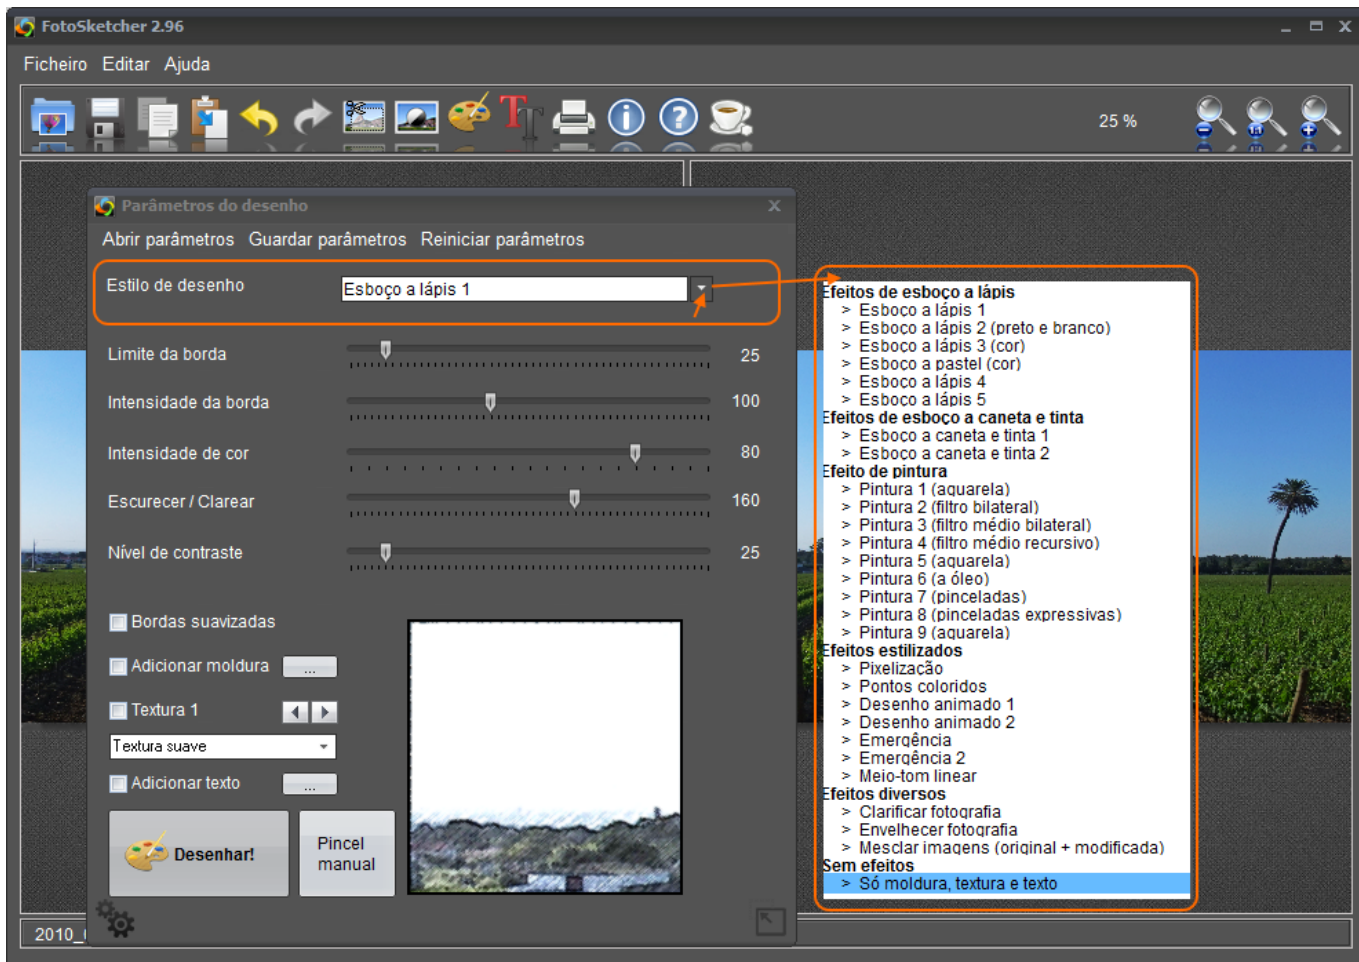 FotoSketcher 2.96
Ficheiro Editar Ajuda
25 %
Parâmetros do desenho
Abrir parâmetros Guardar parâmetros Reiniciar parâmetros
Estilo de desenho Esboço a lápis 1
Limite da borda 25
Intensidade da borda 100
Intensidade de cor 80
Escurecer / Clarear 160
Nível de contraste 25
Bordas suavizadas
Adicionar moldura ...
Textura 1
Textura suave
Adicionar texto ...
Desenhar!
Pincel
manual
Efeitos de esboço a lápis
> Esboço a lápis 1
> Esboço a lápis 2 (preto e branco)
> Esboço a lápis 3 (cor)
> Esboço a pastel (cor)
> Esboço a lápis 4
> Esboço a lápis 5
Efeitos de esboço a caneta e tinta
> Esboço a caneta e tinta 1
> Esboço a caneta e tinta 2
Efeito de pintura
> Pintura 1 (aquarela)
> Pintura 2 (filtro bilateral)
> Pintura 3 (filtro médio bilateral)
> Pintura 4 (filtro médio recursivo)
> Pintura 5 (aquarela)
> Pintura 6 (a óleo)
> Pintura 7 (pinceladas)
> Pintura 8 (pinceladas expressivas)
> Pintura 9 (aquarela)
Efeitos estilizados
> Pixelização
> Pontos coloridos
> Desenho animado 1
> Desenho animado 2
> Emergência
> Emergência 2
> Meio-tom linear
Efeitos diversos
> Clarificar fotografia
> Envelhecer fotografia
> Mesclar imagens (original + modificada)
Sem efeitos
> Só moldura, textura e texto
2010_